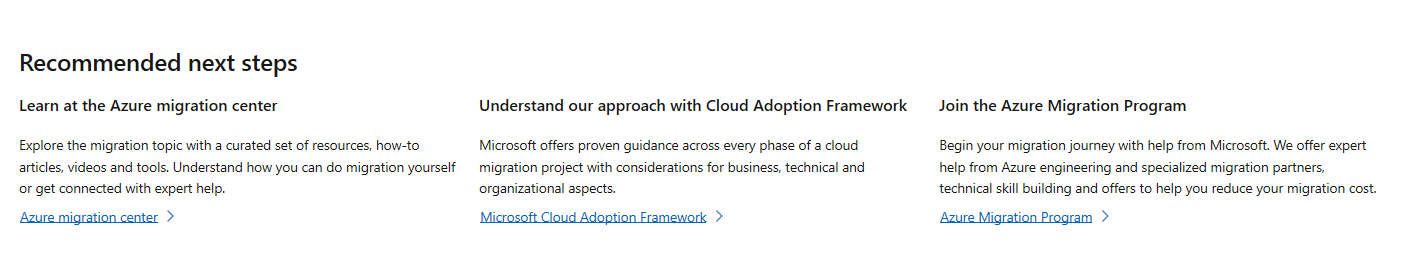 Recommended next steps
Learn at the Azure migration center
Explore the migration topic with a curated set of resources, how-to
articles, videos and tools. Understand how you can do migration yourself
or get connected with expert help.
Azure migration center
Understand our approach with Cloud Adoption Framework
Microsoft offers proven guidance across every phase of a cloud
migration project with considerations for business, technical and
organizational aspects.
Microsoft Cloud Adoption Framework
Join the Azure Migration Program
Begin your migration journey with help from Microsoft. We offer expert
help from Azure engineering and specialized migration partners,
technical skill building and offers to help you reduce your migration cost.
Azure Migration Program